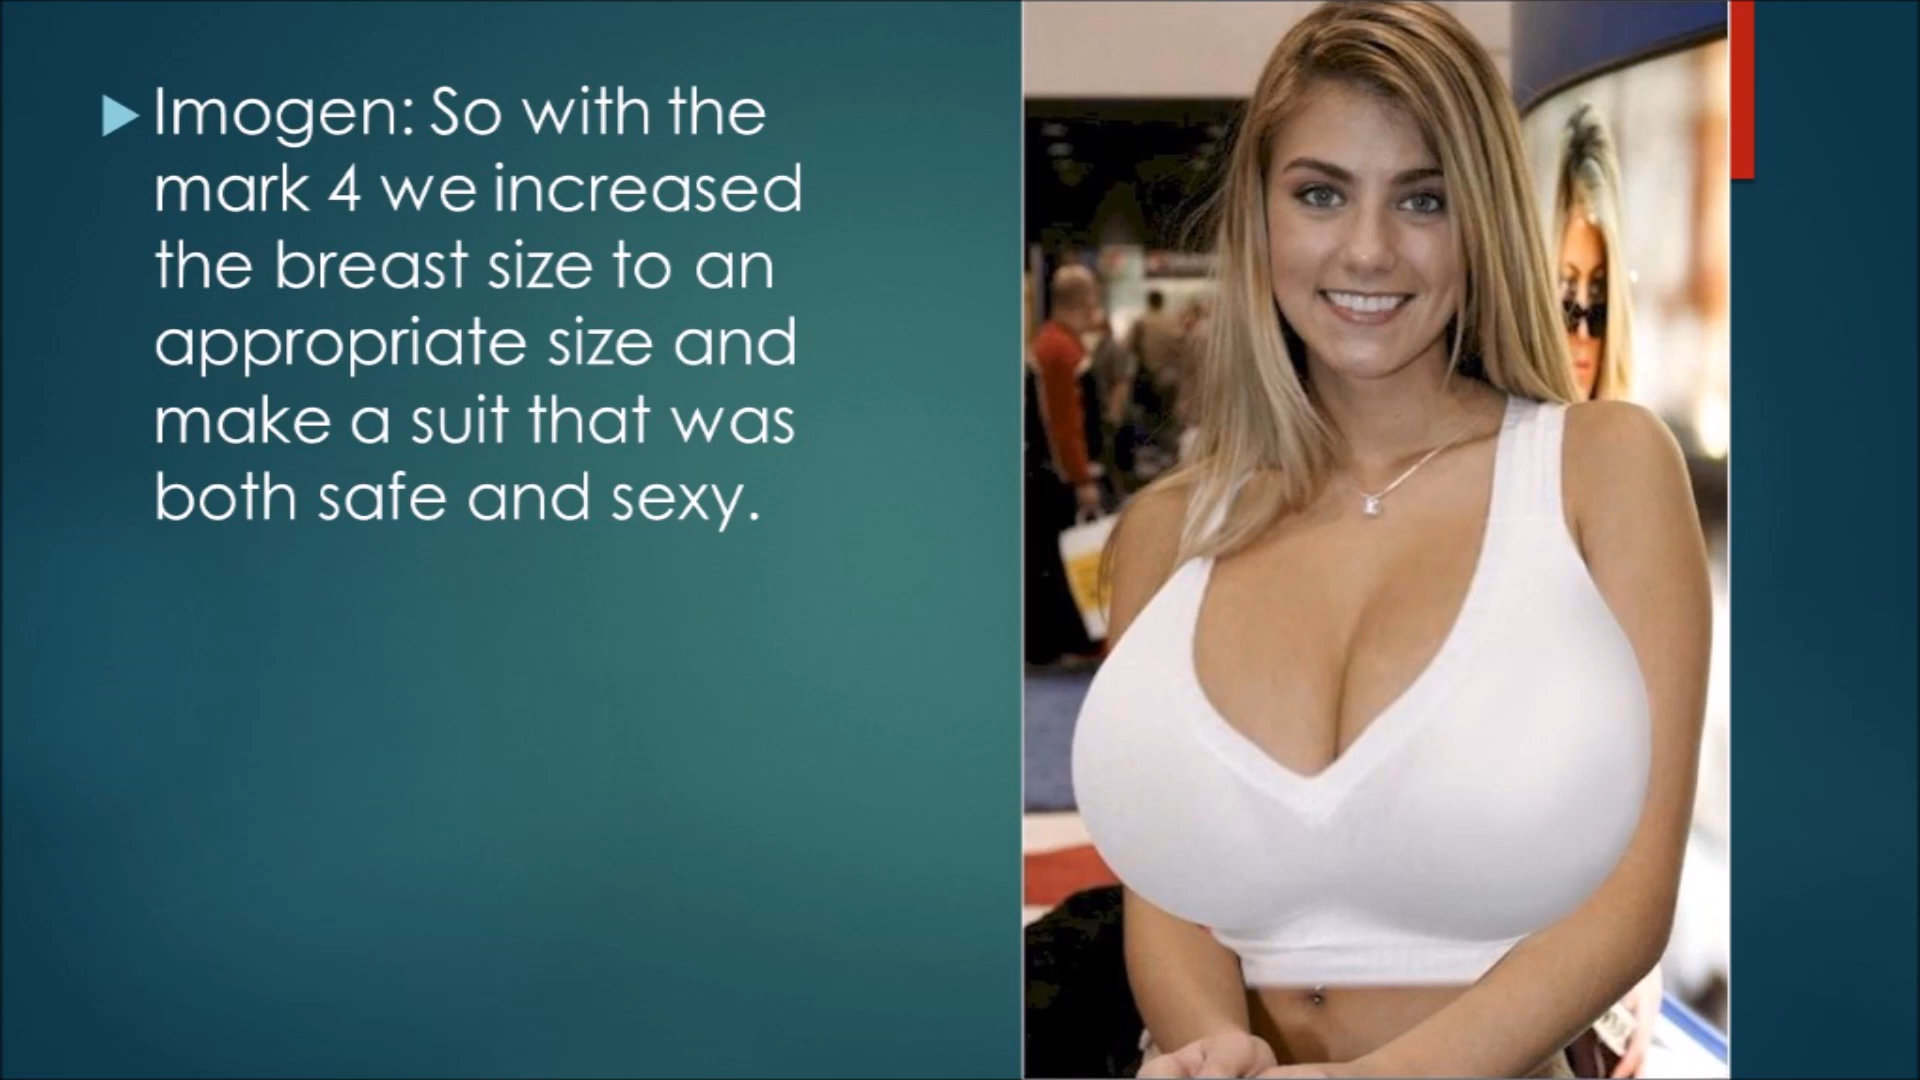 Imogen: So with the
mark 4 we increased
the breast size to an
appropriate size and
make a suit that was
both safe and sexy.